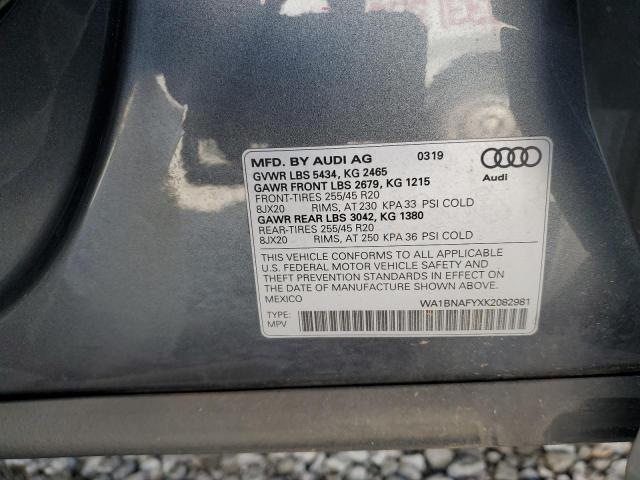 MFD. BY AUDI AG 0319
GVWR LBS 5434, KG 2465
GAWR FRONT LBS 2679, KG 1215
FRONT-TIRES 255/45 R20
8JX20 RIMS, AT 230 KPA 33 PSI COLD
GAWR REAR LBS 3042, KG 1380
REAR-TIRES 255/45 R20
8JX20 RIMS, AT 250 KPA 36 PSI COLD
Audi
THIS VEHICLE CONFORMS TO ALL APPLICABLE
U.S. FEDERAL MOTOR VEHICLE SAFETY AND
THEFT PREVENTION STANDARDS IN EFFECT ON
THE DATE OF MANUFACTURE SHOWN ABOVE.
MEXICO
WA1BNAFYXK2082981
TYPE:
MPV